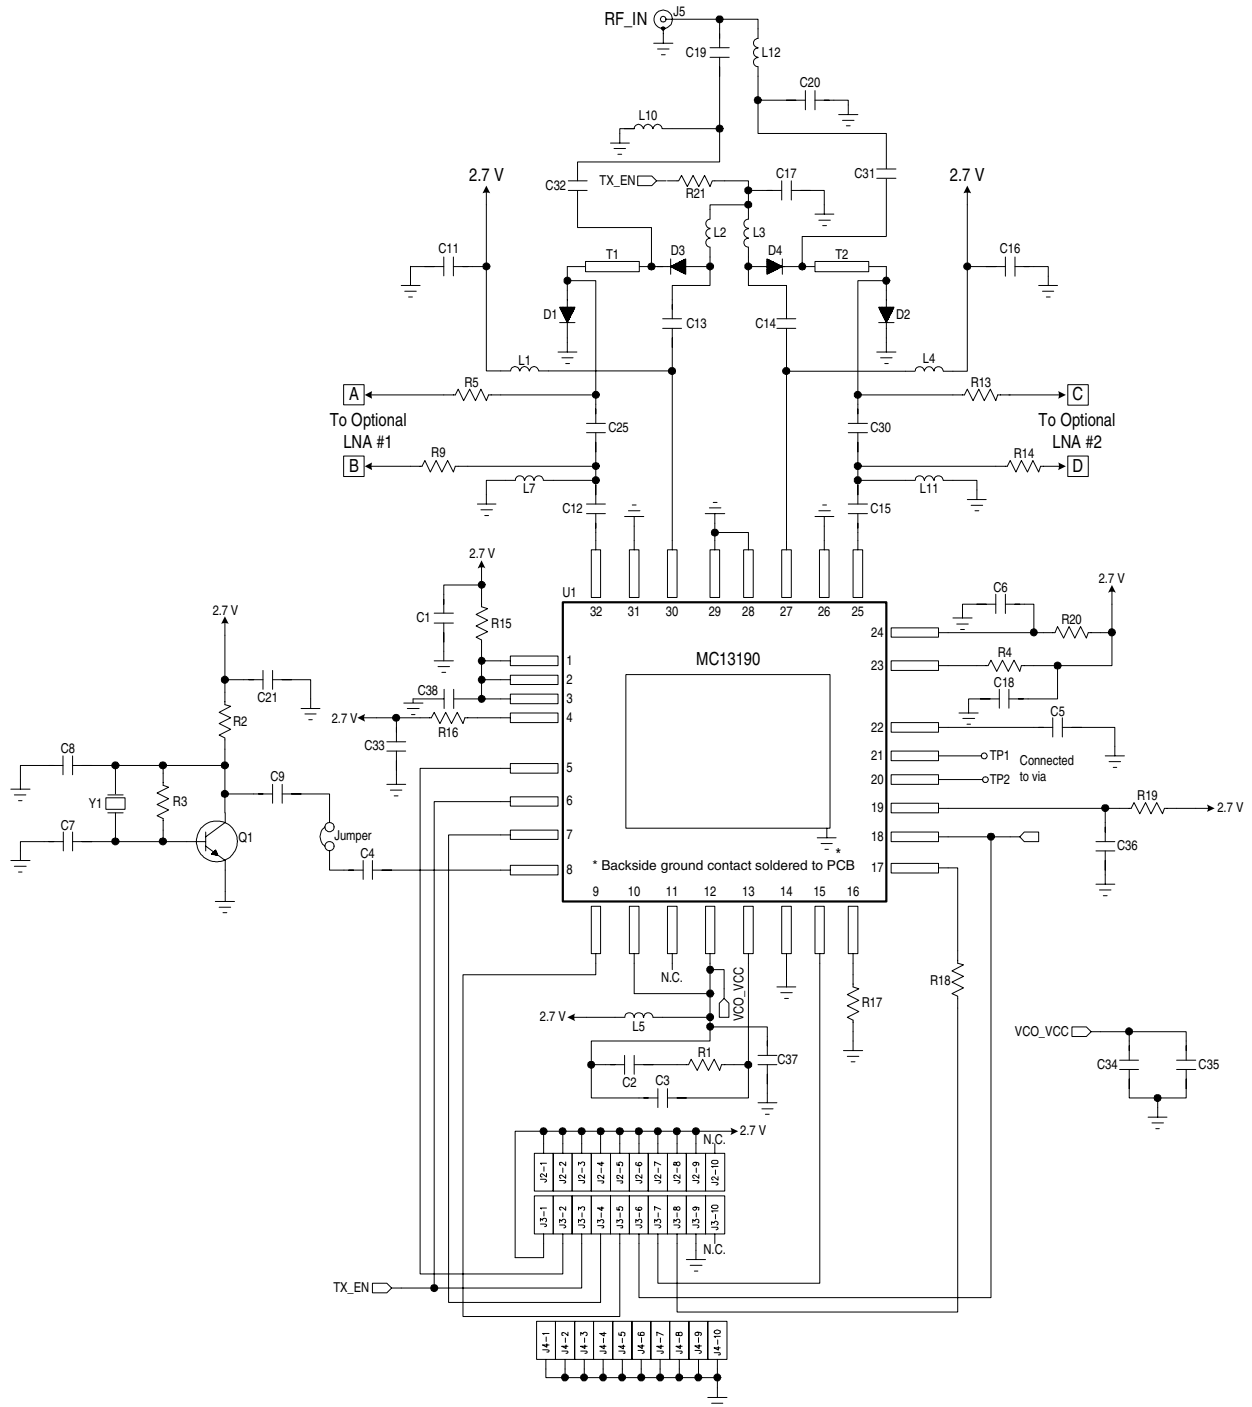 RF_IN
J5
C19
L12
C20
L10
C32
TX_EN
R21
C17
C31
2.7 V
2.7 V
L2
L3
C11
T1
D3
D4
T2
C16
D1
C13
C14
D2
L1
L4
A
R5
R13
C
To Optional
LNA #1
To Optional
LNA #2
C25
C30
B
R9
R14
D
L7
L11
C12
C15
2.7 V
U1
32
31
30
29
28
27
26
25
2.7 V
C6
C1
R15
24
R20
2.7 V
MC13190
1
23
R4
2
C38
3
C18
C21
2.7 V
4
R16
C5
R2
22
C33
C8
21
TP1
Connected
to via
5
20
TP2
C9
R19
Y1
R3
6
19
2.7 V
Q1
Jumper
7
18
C7
C36
C4
8
* Backside ground contact soldered to PCB
*
17
9
10
11
12
13
14
15
16
N.C.
VCO_VCC
R18
R17
2.7 V
L5
VCO_VCC
R1
C37
C2
C3
C34
C35
2.7 V
N.C.
J2-1
J2-2
J2-3
J2-4
J2-5
J2-6
J2-7
J2-8
J2-9
J2-10
J3-1
J3-2
J3-3
J3-4
J3-5
J3-6
J3-7
J3-8
J3-9
J3-10
N.C.
TX_EN
J4-1
J4-2
J4-3
J4-4
J4-5
J4-6
J4-7
J4-8
J4-9
J4-10